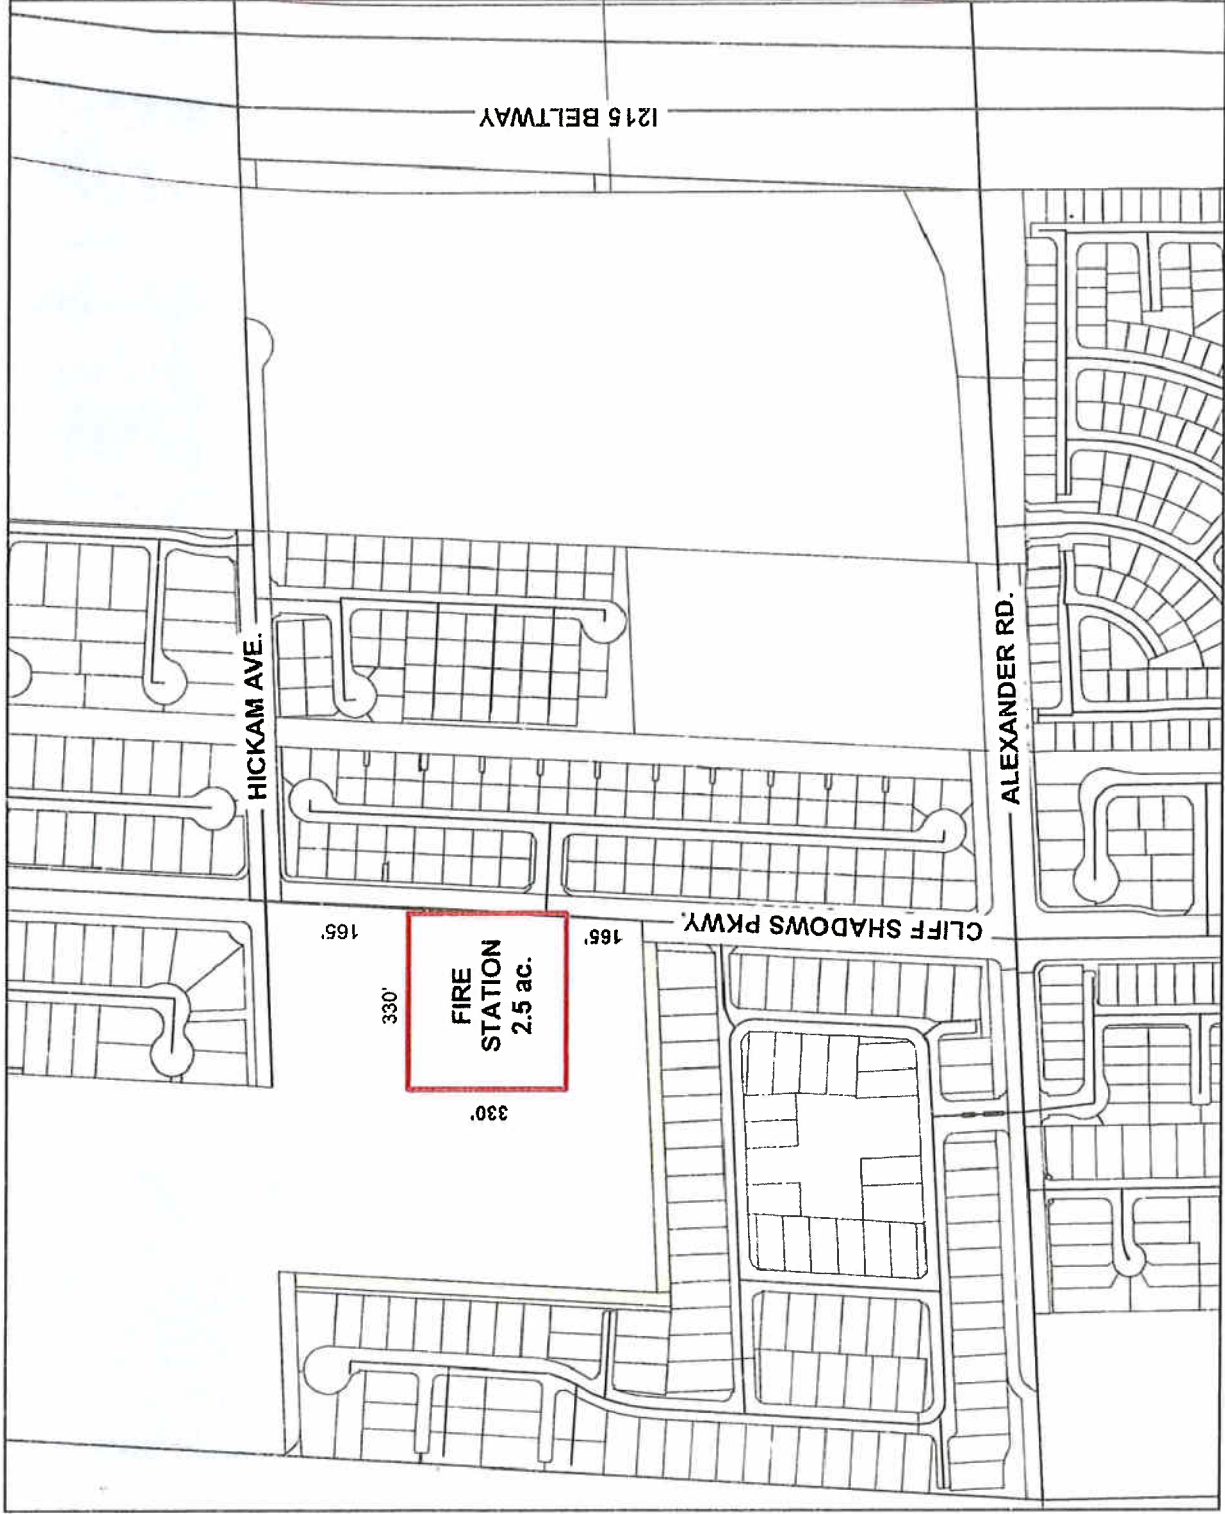 I215 BELTWAY
HICKAM AVE.
ALEXANDER RD.
CLIFF SHADOWS PKWY.
165'
165'
330'
FIRE
STATION
2.5 ac.
330'